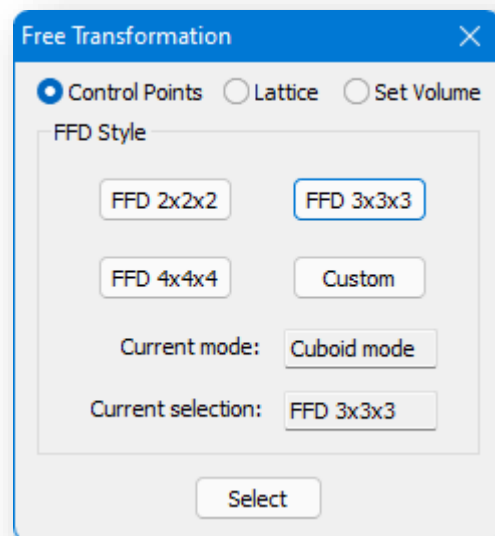 Free Transformation
Control Points Lattice Set Volume
FFD Style
FFD 2x2x2 FFD 3x3x3
FFD 4x4x4 Custom
Current mode: Cuboid mode
Current selection: FFD 3x3x3
Select